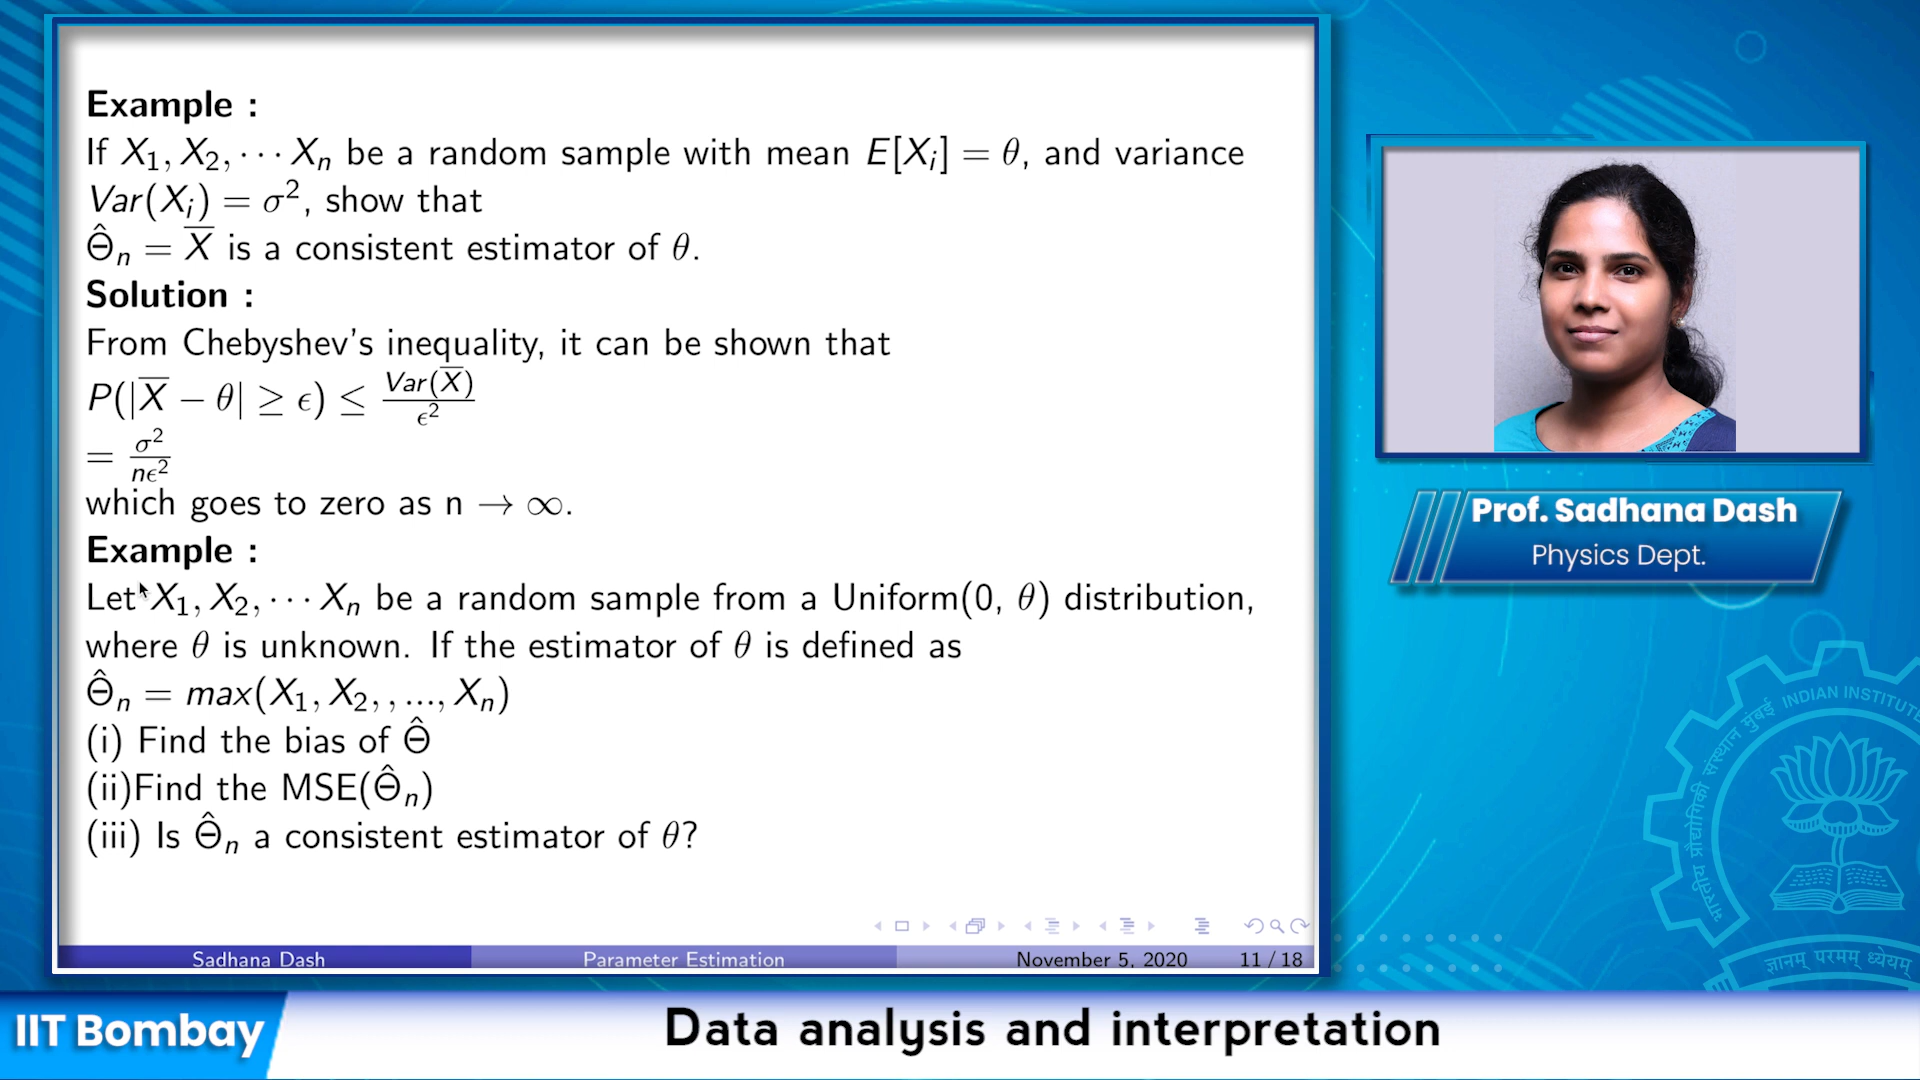 Example :
If X₁, X₂, ⋯ Xₙ be a random sample with mean E[Xᵢ] = θ, and variance
Var(Xᵢ) = σ², show that
Θ̂ₙ = X̅ is a consistent estimator of θ.
Solution :
From Chebyshev's inequality, it can be shown that
P(|X̅ − θ| ≥ ϵ) ≤ Var(X̅)/ϵ²
= σ²/nϵ²
which goes to zero as n → ∞.
Example :
Let X₁, X₂, ⋯ Xₙ be a random sample from a Uniform(0, θ) distribution,
where θ is unknown. If the estimator of θ is defined as
Θ̂ₙ = max(X₁, X₂, , ..., Xₙ)
(i) Find the bias of Θ̂
(ii)Find the MSE(Θ̂ₙ)
(iii) Is Θ̂ₙ a consistent estimator of θ?
Sadhana Dash Parameter Estimation November 5, 2020 11 / 18
Prof. Sadhana Dash
Physics Dept.
INDIAN INSTITUTE
भारतीय प्रौद्योगिकी संस्थान मुंबई
ज्ञानम् परमम् ध्येयम्
IIT Bombay
Data analysis and interpretation